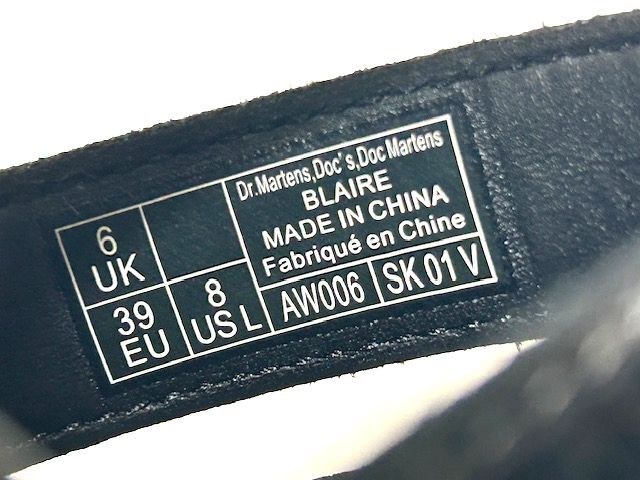 6
UK
39
EU
8
US L
Dr.Martens,Doc's,Doc Martens
BLAIRE
MADE IN CHINA
Fabriqué en Chine
AW006
SK 01 V